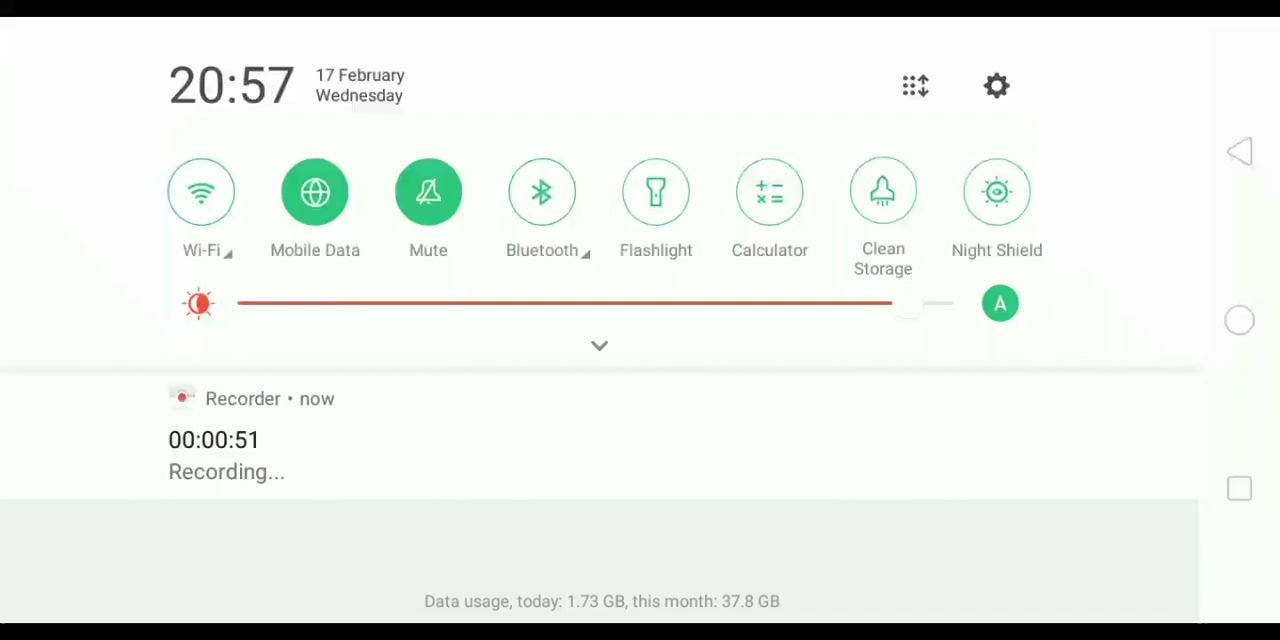 20:57
17 February
Wednesday
Wi-Fi
Mobile Data
Mute
Bluetooth
Flashlight
Calculator
Clean
Storage
Night Shield
A
Recorder • now
00:00:51
Recording...
Data usage, today: 1.73 GB, this month: 37.8 GB